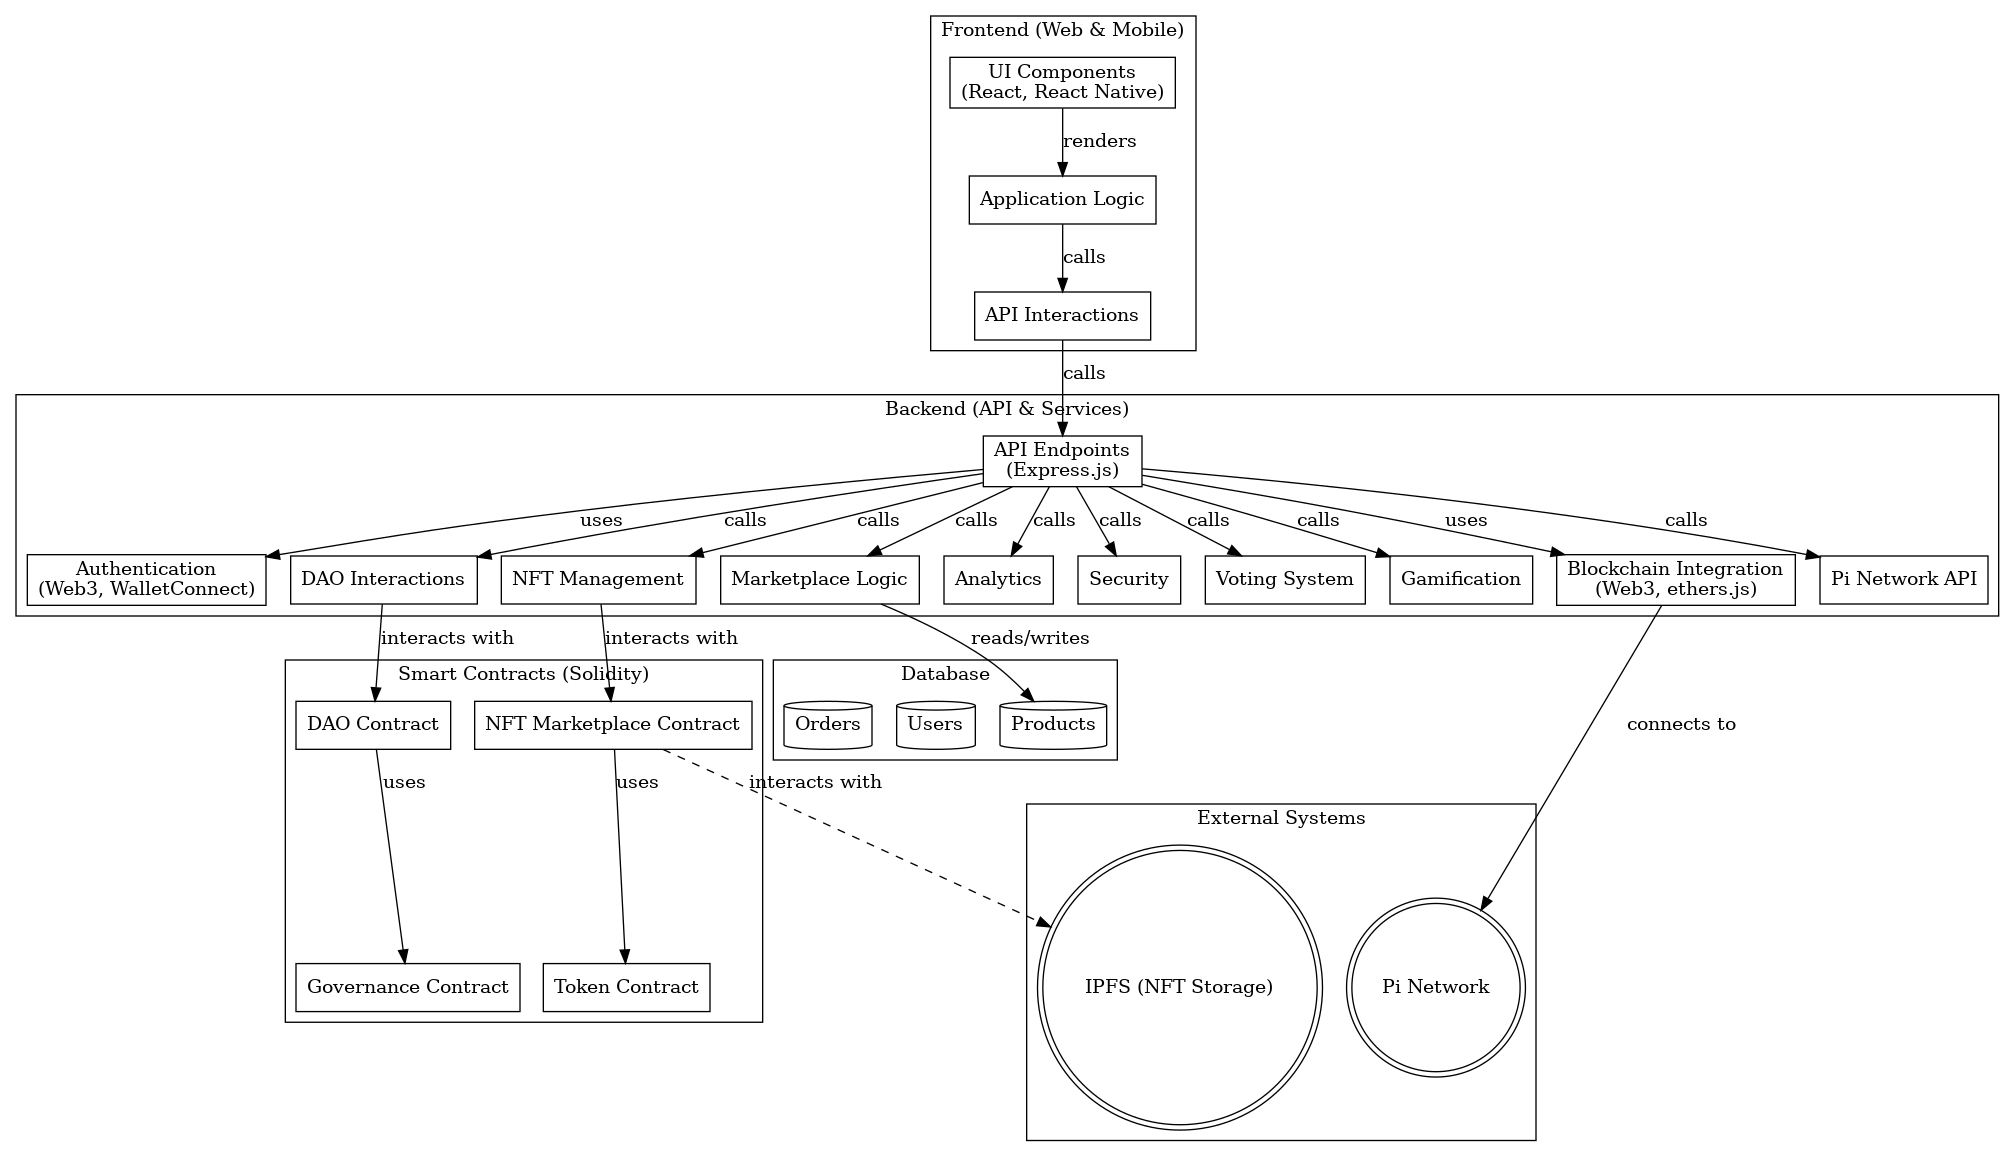 Frontend (Web & Mobile)
UI Components
(React, React Native)
renders
Application Logic
calls
API Interactions
calls
Backend (API & Services)
API Endpoints
(Express.js)
uses
calls
calls
calls
calls
calls
calls
calls
uses
calls
Authentication
(Web3, WalletConnect)
DAO Interactions
NFT Management
Marketplace Logic
Analytics
Security
Voting System
Gamification
Blockchain Integration
(Web3, ethers.js)
Pi Network API
interacts with
interacts with
reads/writes
Smart Contracts (Solidity)
Database
DAO Contract
NFT Marketplace Contract
Orders
Users
Products
connects to
uses
uses
interacts with
External Systems
Governance Contract
Token Contract
IPFS (NFT Storage)
Pi Network